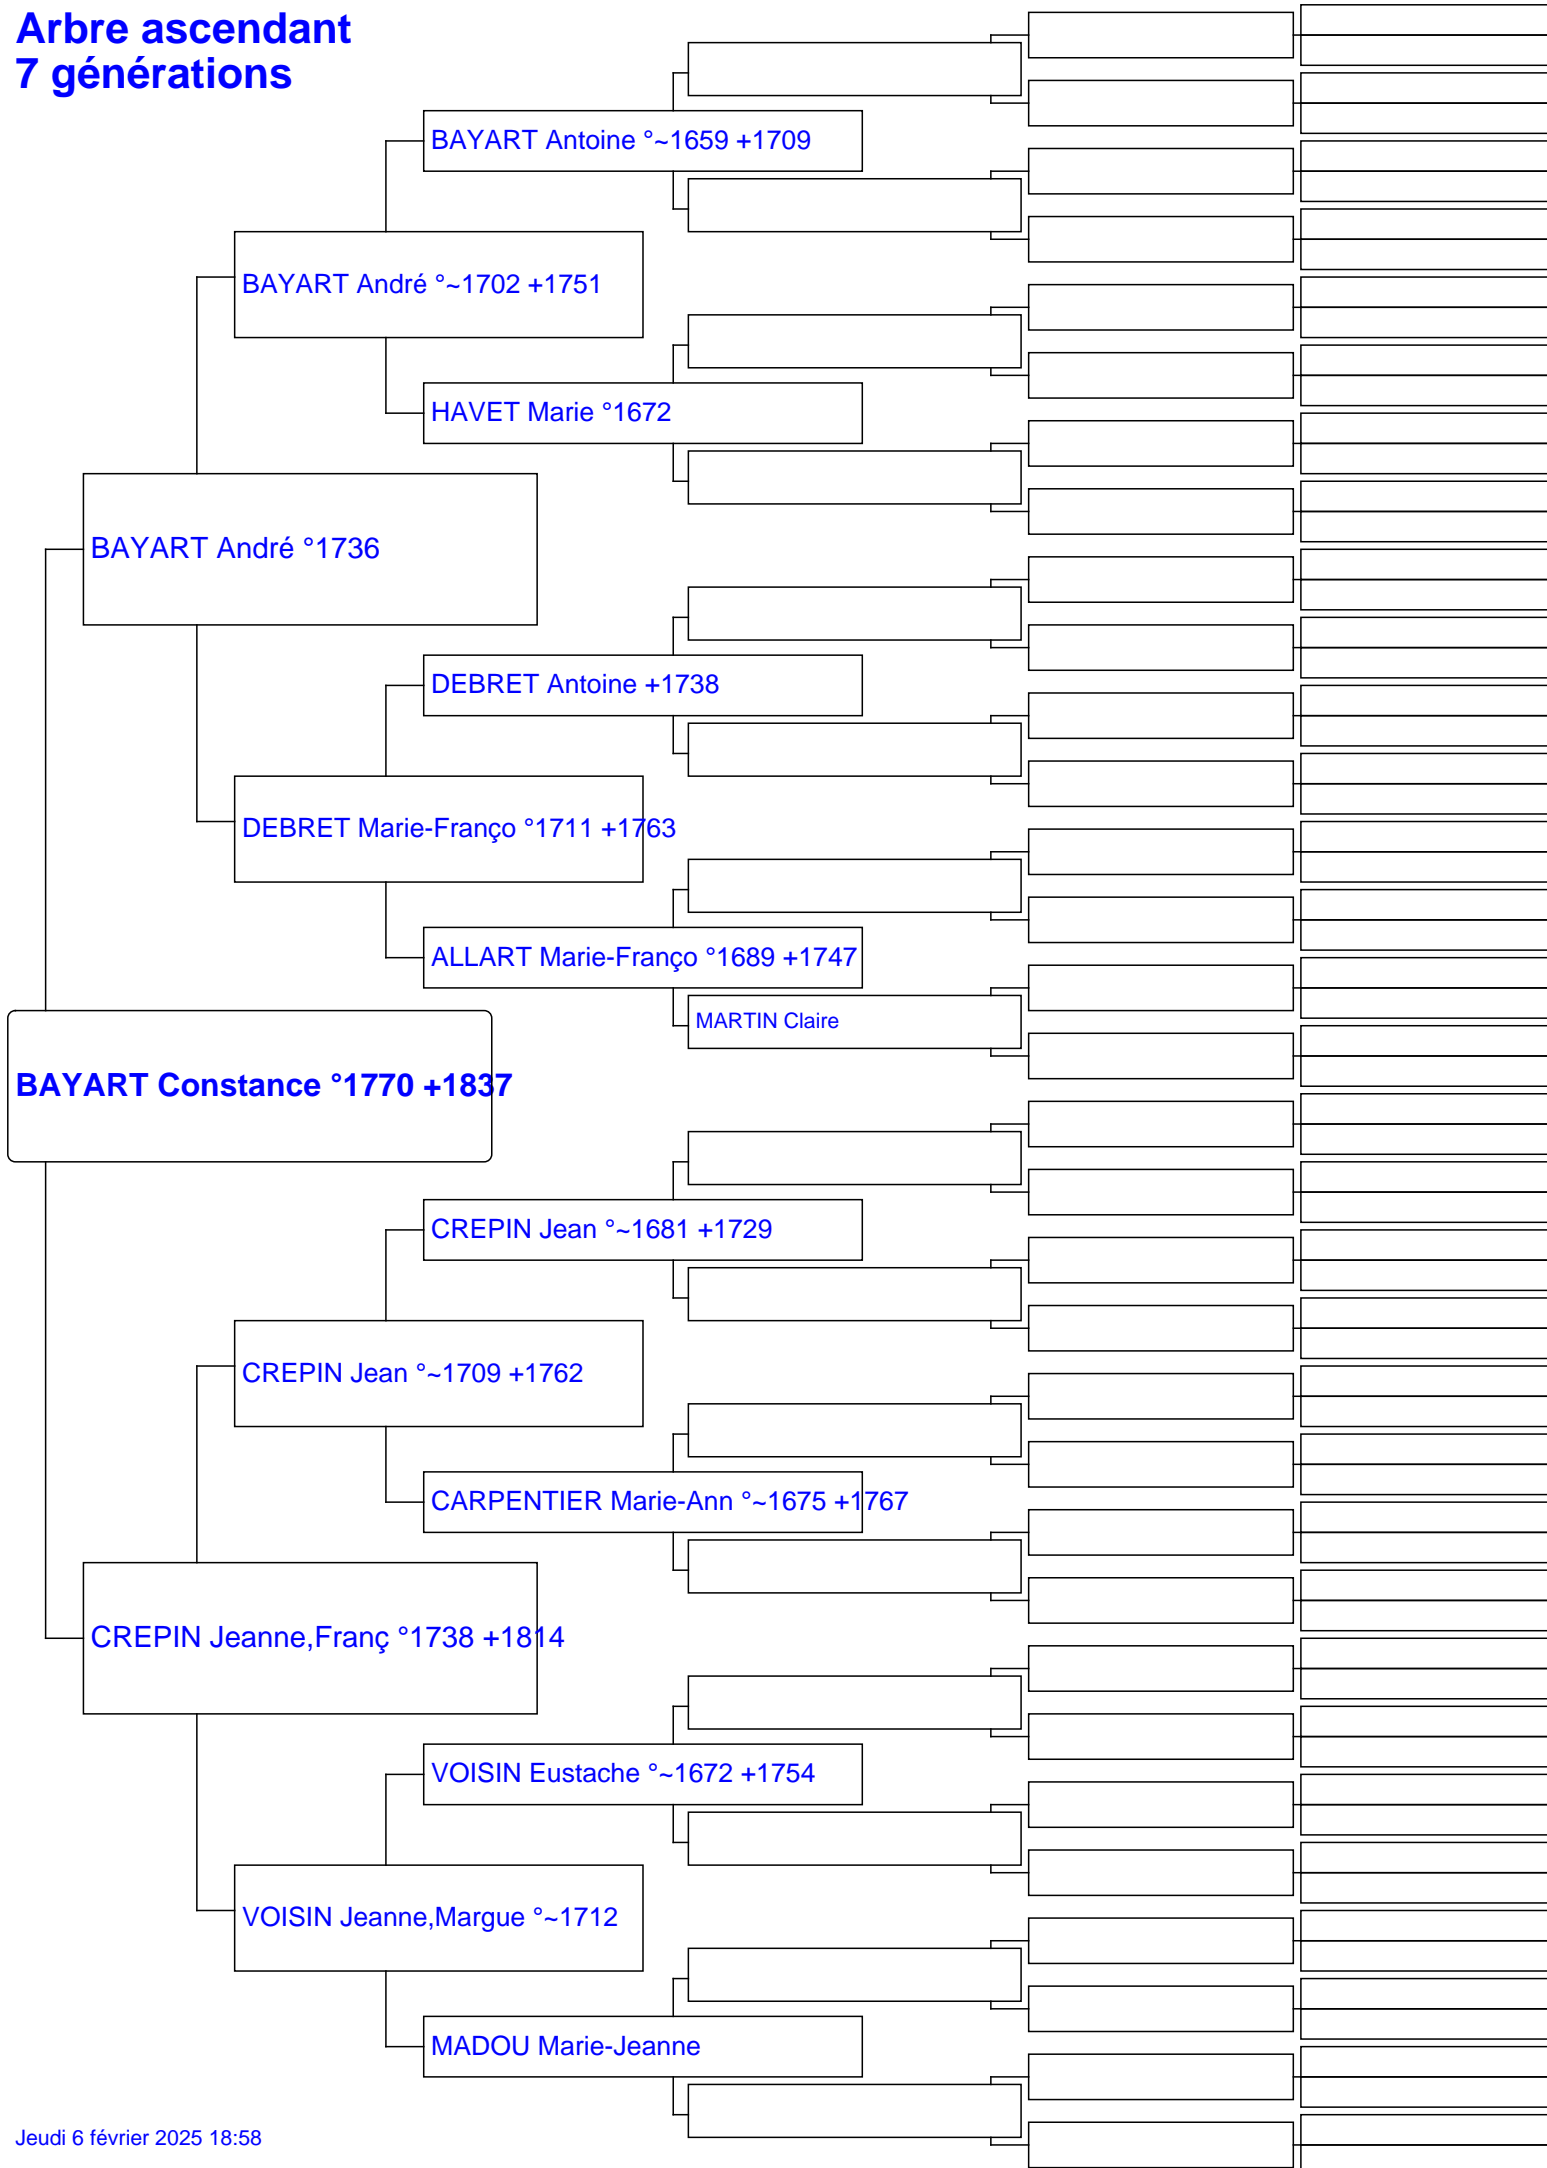 Arbre ascendant
7 générations
BAYART Antoine °~1659 +1709
BAYART André °~1702 +1751
HAVET Marie °1672
BAYART André °1736
DEBRET Antoine +1738
DEBRET Marie-Franço °1711 +1763
ALLART Marie-Franço °1689 +1747
MARTIN Claire
BAYART Constance °1770 +1837
CREPIN Jean °~1681 +1729
CREPIN Jean °~1709 +1762
CARPENTIER Marie-Ann °~1675 +1767
CREPIN Jeanne,Franç °1738 +1814
VOISIN Eustache °~1672 +1754
VOISIN Jeanne,Margue °~1712
MADOU Marie-Jeanne
Jeudi 6 février 2025 18:58